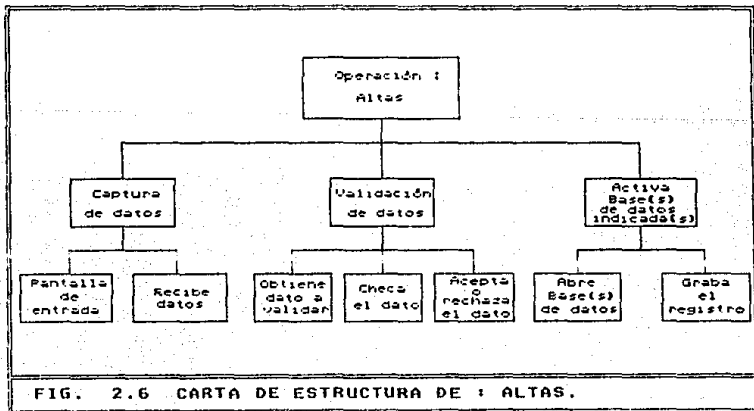 Operación :
Altas
Captura
de datos
Validación
de datos
Activa
Base(s)
de datos
indicada(s)
Pantalla
de
entrada
Recibe
datos
Obtiene
dato a
validar
Checa
el dato
Acepta
o
rechaza
el dato
Abre
Base(s)
de datos
Graba
el
registro
FIG. 2.6 CARTA DE ESTRUCTURA DE : ALTAS.